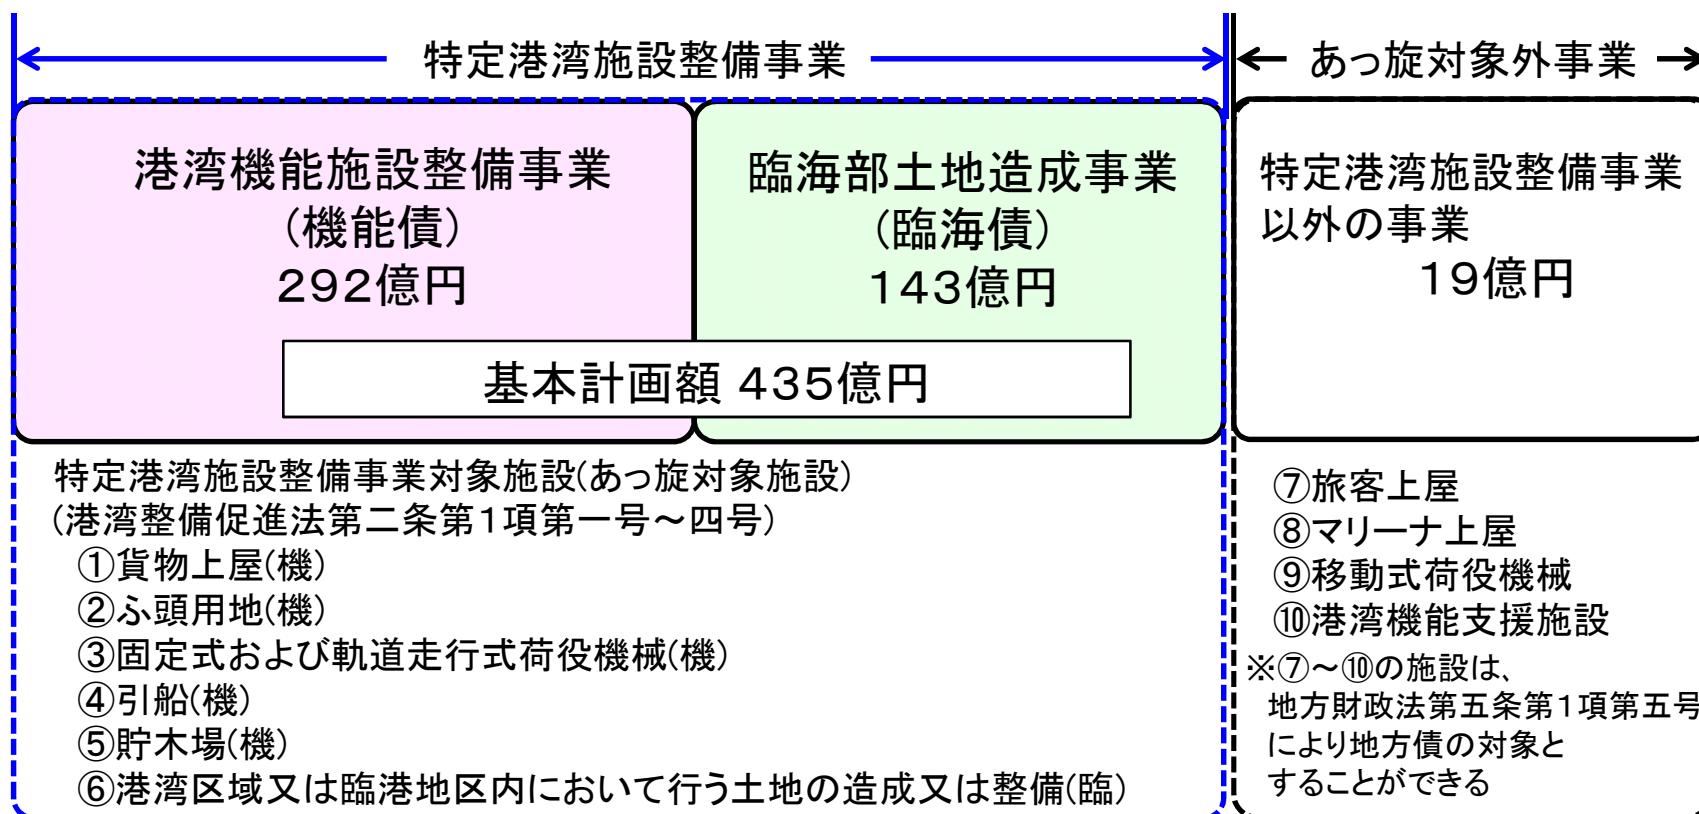 特定港湾施設整備事業
あっ旋対象外事業
港湾機能施設整備事業
(機能債)
292億円
臨海部土地造成事業
(臨海債)
143億円
基本計画額 435億円
特定港湾施設整備事業
以外の事業
19億円
特定港湾施設整備事業対象施設(あっ旋対象施設)
(港湾整備促進法第二条第1項第一号～四号)
①貨物上屋(機)
②ふ頭用地(機)
③固定式および軌道走行式荷役機械(機)
④引船(機)
⑤貯木場(機)
⑥港湾区域又は臨港地区内において行う土地の造成又は整備(臨)
⑦旅客上屋
⑧マリーナ上屋
⑨移動式荷役機械
⑩港湾機能支援施設
※⑦～⑩の施設は、
地方財政法第五条第1項第五号
により地方債の対象と
することができる